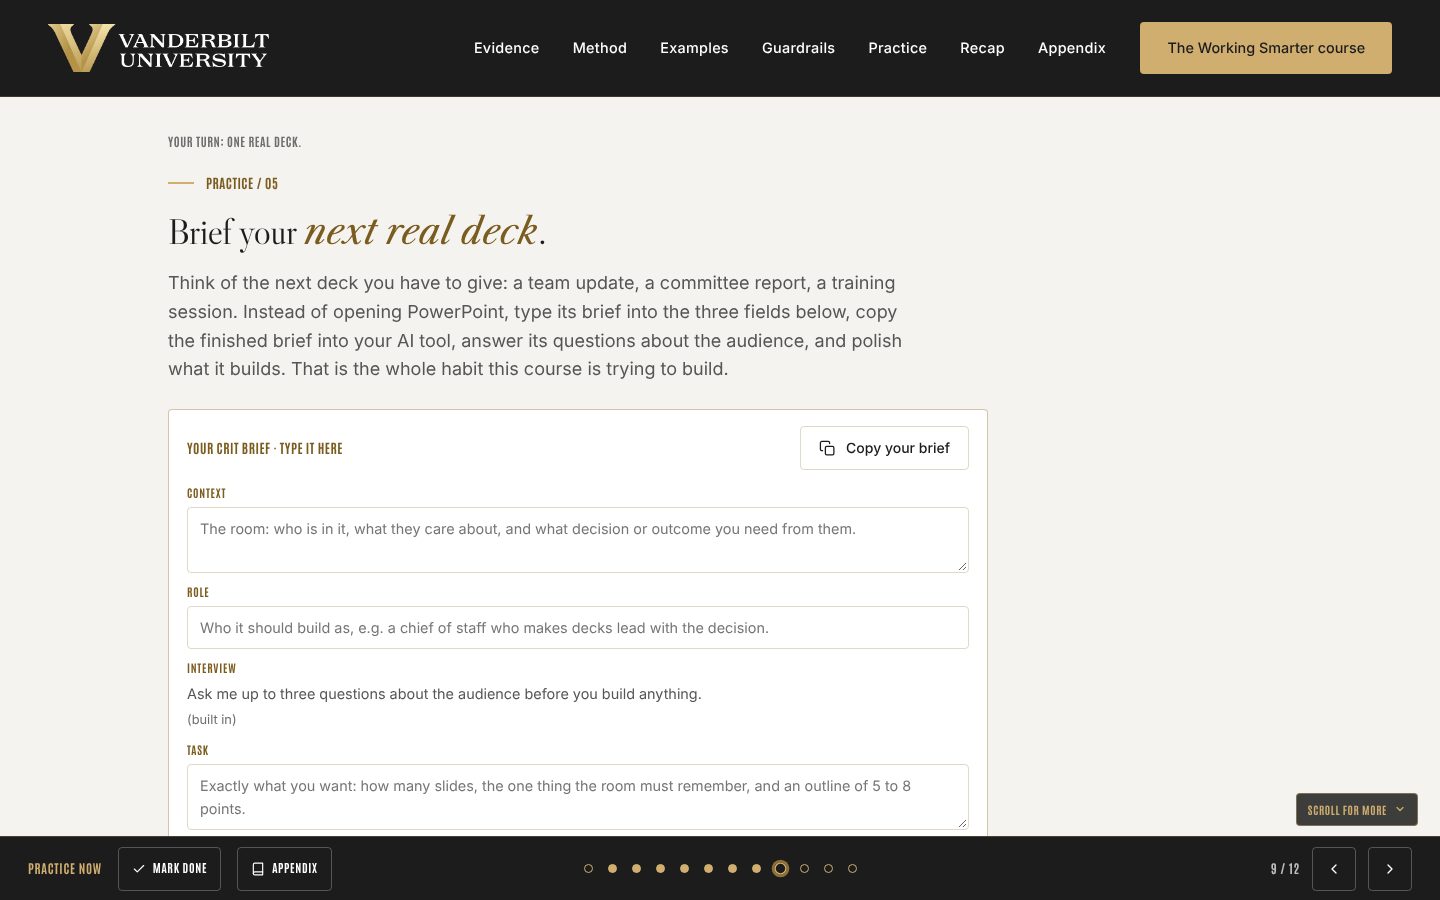 VANDERBILT
UNIVERSITY
Evidence
Method
Examples
Guardrails
Practice
Recap
Appendix
The Working Smarter course
YOUR TURN: ONE REAL DECK.
PRACTICE / 05
Brief your next real deck.
Think of the next deck you have to give: a team update, a committee report, a training
session. Instead of opening PowerPoint, type its brief into the three fields below, copy
the finished brief into your AI tool, answer its questions about the audience, and polish
what it builds. That is the whole habit this course is trying to build.
YOUR CRIT BRIEF · TYPE IT HERE
Copy your brief
CONTEXT
The room: who is in it, what they care about, and what decision or outcome you need from them.
ROLE
Who it should build as, e.g. a chief of staff who makes decks lead with the decision.
INTERVIEW
Ask me up to three questions about the audience before you build anything.
(built in)
TASK
Exactly what you want: how many slides, the one thing the room must remember, and an outline of 5 to 8
points.
SCROLL FOR MORE
PRACTICE NOW
MARK DONE
APPENDIX
9 / 12